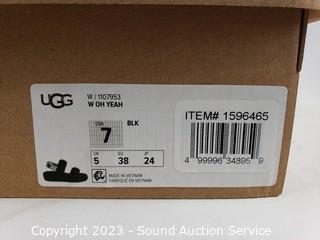 UGG
W / 1107953
W OH YEAH
USA
7
BLK
UK EU JP
5 38 24
MADE IN VIETNAM
FABRIQUÉ EN VIETNAM
ITEM# 1596465
4 99996 34895 9
Copyright 2023 - Sound Auction Service